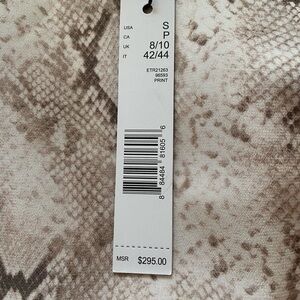 USA S
CA P
UK 8/10
IT 42/44
ETR21263
96593
PRINT
8 84484 81605 6
MSR $295.00